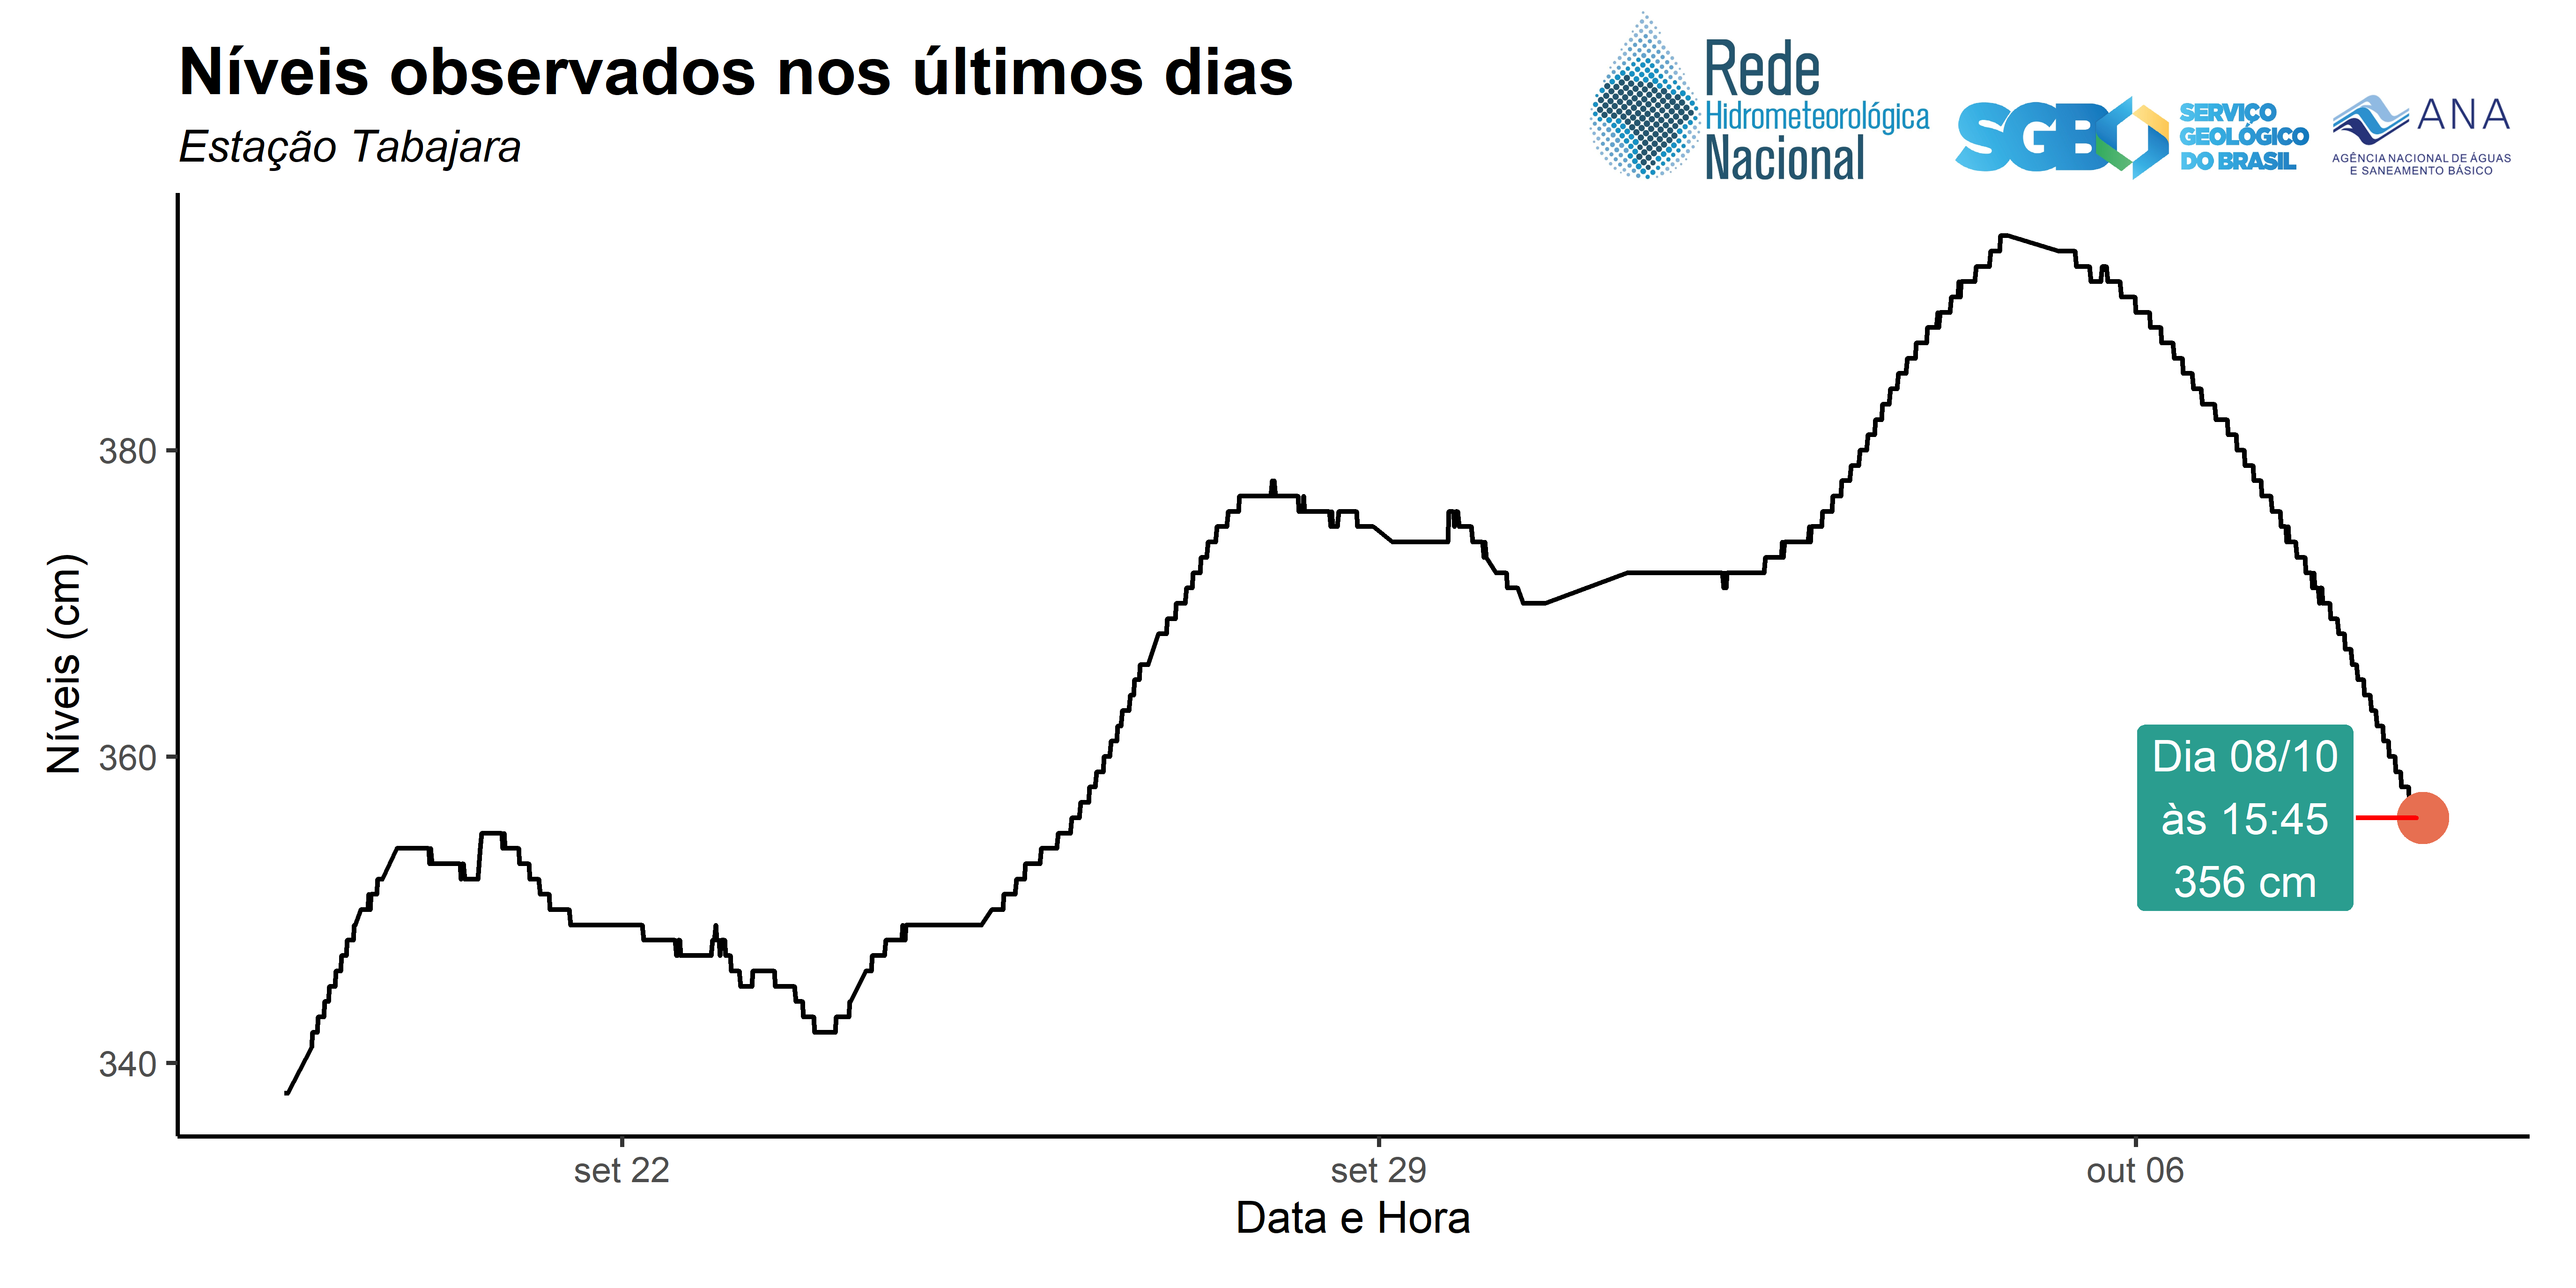 Níveis observados nos últimos dias
Estação Tabajara
Rede
Hidrometeorológica
Nacional
SGB
SERVIÇO
GEOLÓGICO
DO BRASIL
ANA
AGÊNCIA NACIONAL DE ÁGUAS
E SANEAMENTO BÁSICO
Níveis (cm)
380
360
340
Dia 08/10
às 15:45
356 cm
set 22
set 29
out 06
Data e Hora